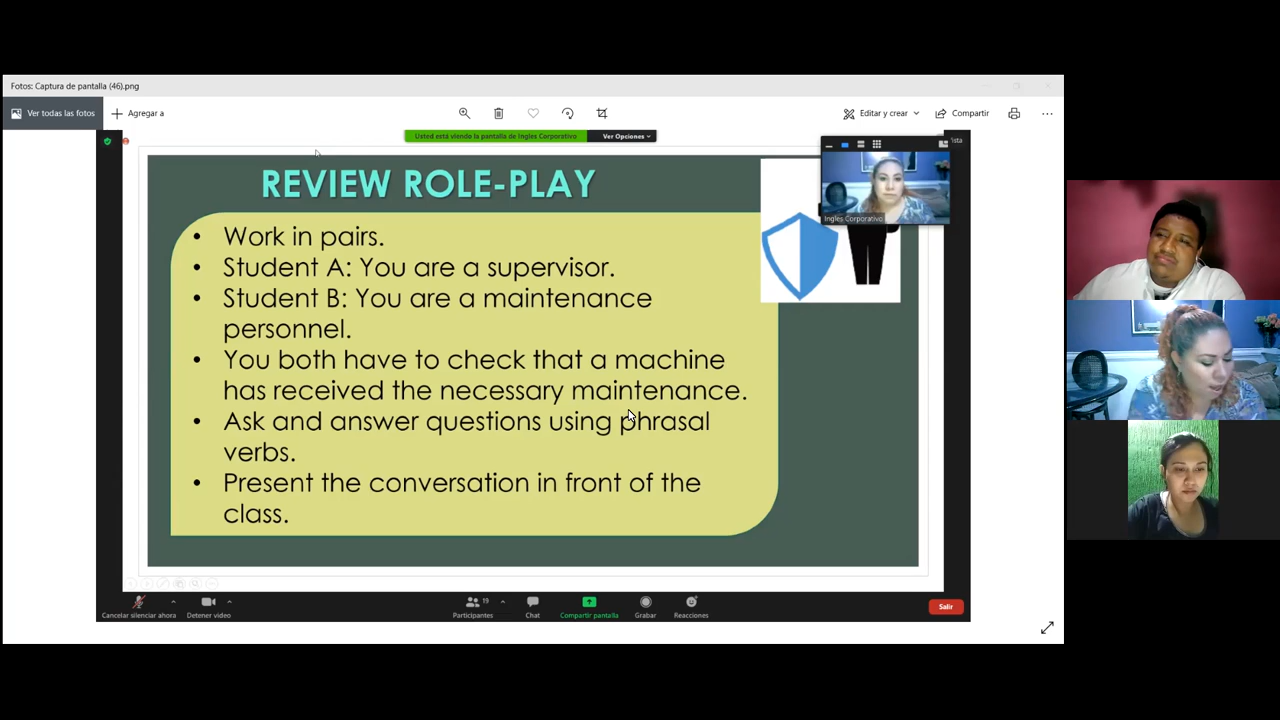 Fotos: Captura de pantalla (46).png
Ver todas las fotos
Agregar a
Editar y crear
Compartir
Usted está viendo la pantalla de Ingles Corporativo
Ver Opciones
ista
REVIEW ROLE-PLAY
Ingles Corporativo
• Work in pairs.
• Student A: You are a supervisor.
• Student B: You are a maintenance
personnel.
• You both have to check that a machine
has received the necessary maintenance.
• Ask and answer questions using phrasal
verbs.
• Present the conversation in front of the
class.
19
Cancelar silenciar ahora
Detener video
Participantes
Chat
Compartir pantalla
Grabar
Reacciones
Salir